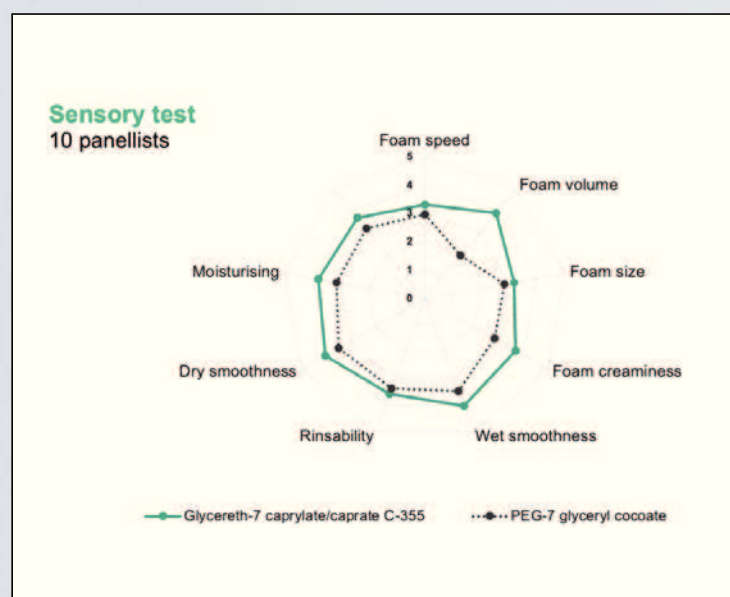 Sensory test
10 panellists
Foam speed
5
4
3
2
1
0
Foam volume
Foam size
Foam creaminess
Wet smoothness
Rinsability
Dry smoothness
Moisturising
Glycereth-7 caprylate/caprate C-355
PEG-7 glyceryl cocoate